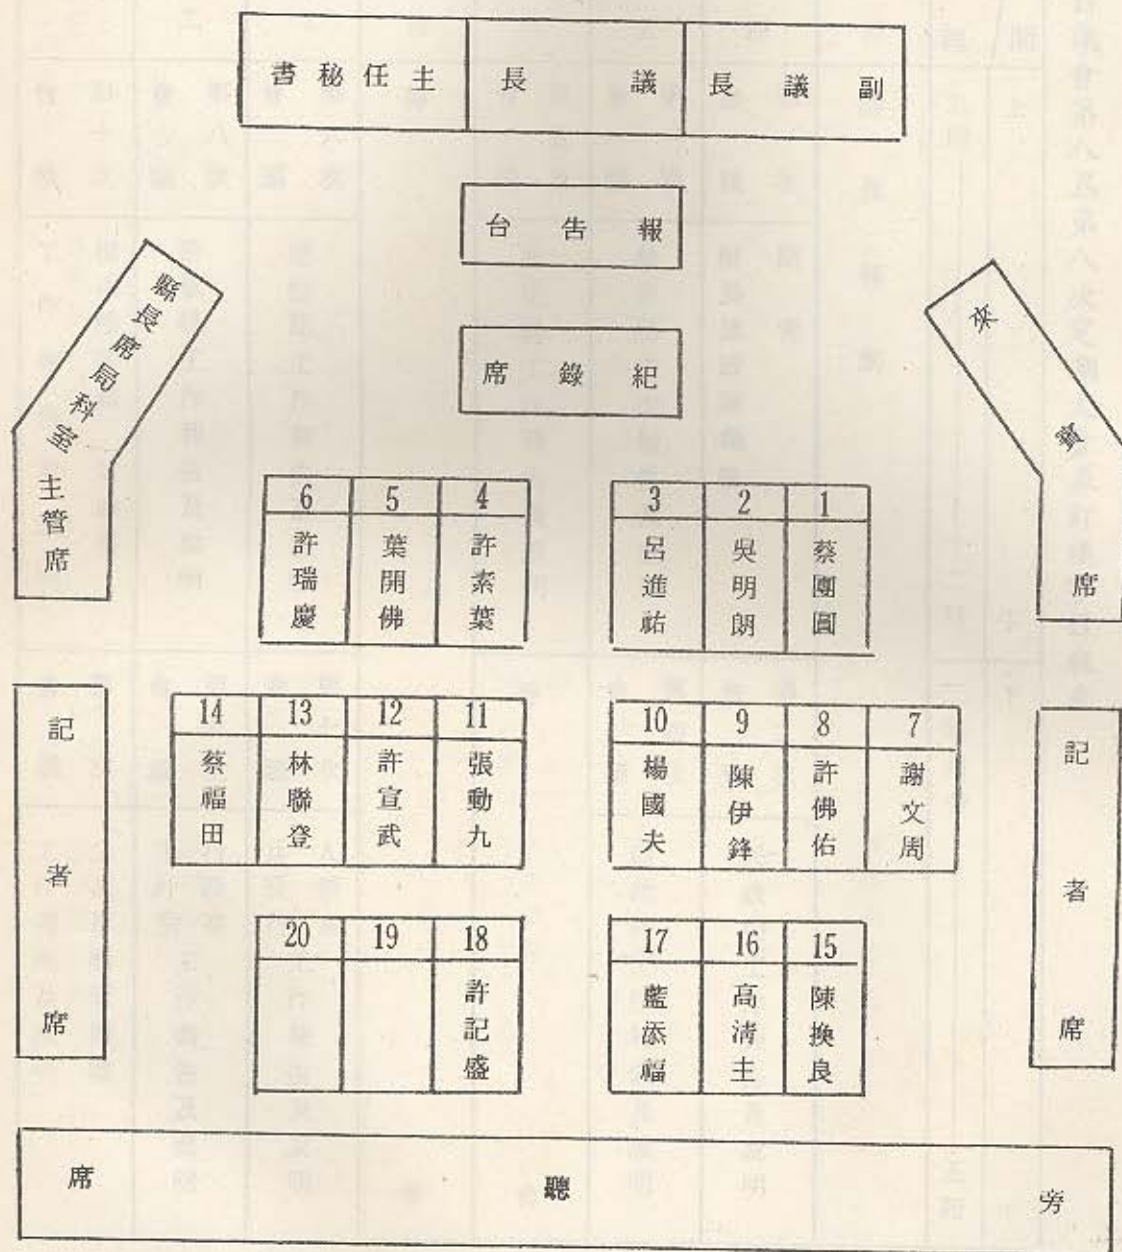 副議長
議長
主任秘書
報告台
紀錄席
縣長席局科室主管席
來賓席
1 蔡團圓
2 吳明朗
3 呂進祐
4 許素葉
5 葉開佛
6 許瑞慶
記者席
7 謝文周
8 許佛佑
9 陳伊鋒
10 楊國夫
11 張動九
12 許宣武
13 林聯登
14 蔡福田
記者席
15 陳換良
16 高清主
17 藍添福
18 許記盛
19
20
旁聽席